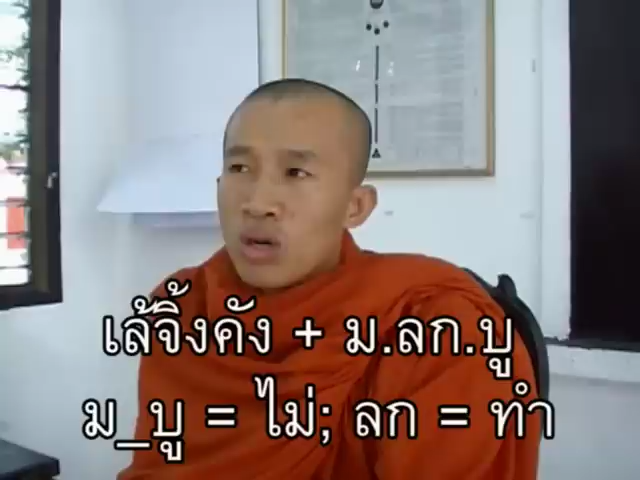 เล้จิ้งคัง + ม.ลก.บู
ม_บู = ไม่; ลก = ทำ